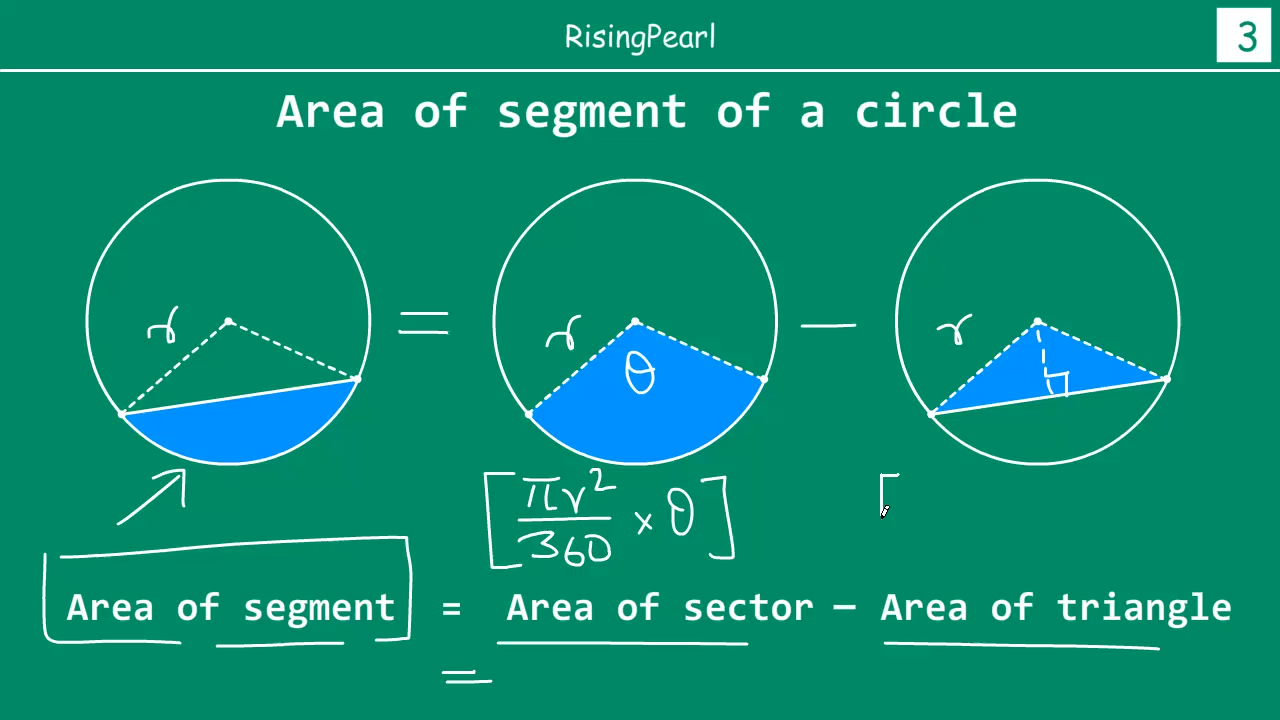 RisingPearl
3
Area of segment of a circle
r = r θ − r
[πr²/360 × θ] [
Area of segment = Area of sector − Area of triangle
=